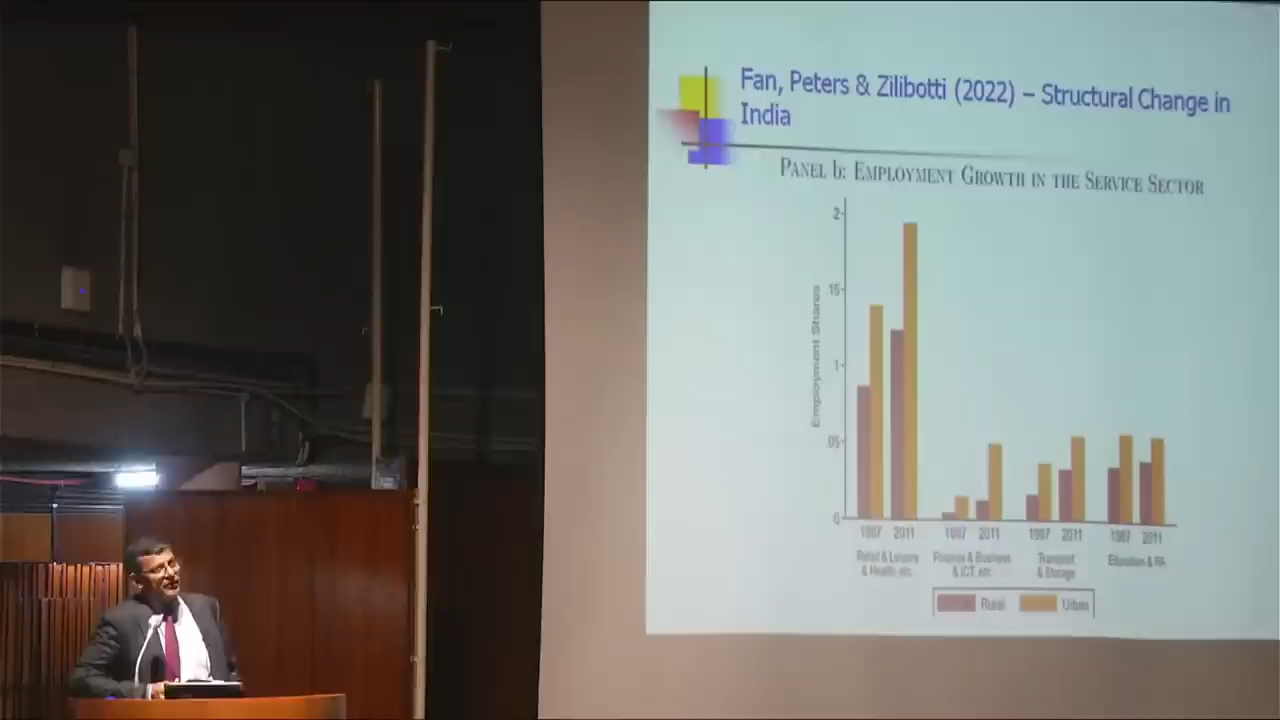 Fan, Peters & Zilibotti (2022) – Structural Change in
India
PANEL b: EMPLOYMENT GROWTH IN THE SERVICE SECTOR
Employment Shares
2
15
1
05
0
1987 2011 1987 2011 1987 2011 1987 2011
Retail & Leisure
& Health etc
Finance & Business
& ICT etc
Transport
& Storage
Education & PA
Rural Urban